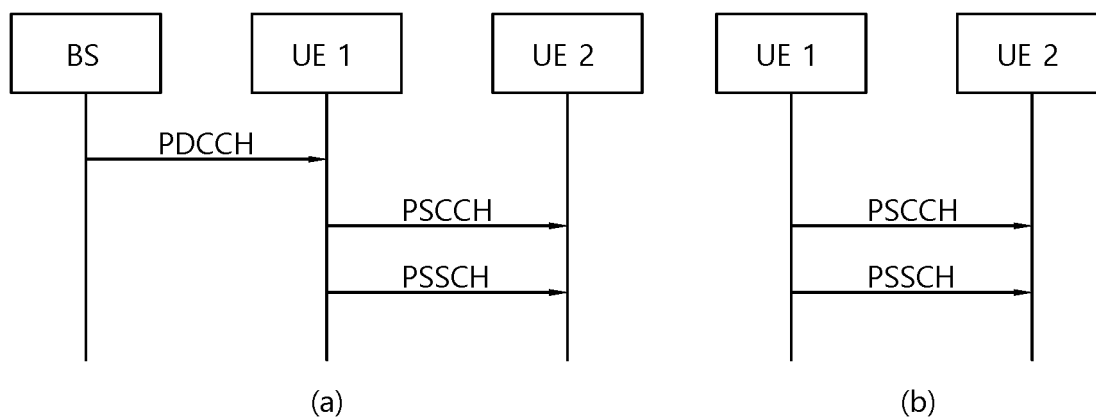 BS UE 1 UE 2 UE 1 UE 2
PDCCH
PSCCH PSCCH
PSSCH PSSCH
(a) (b)